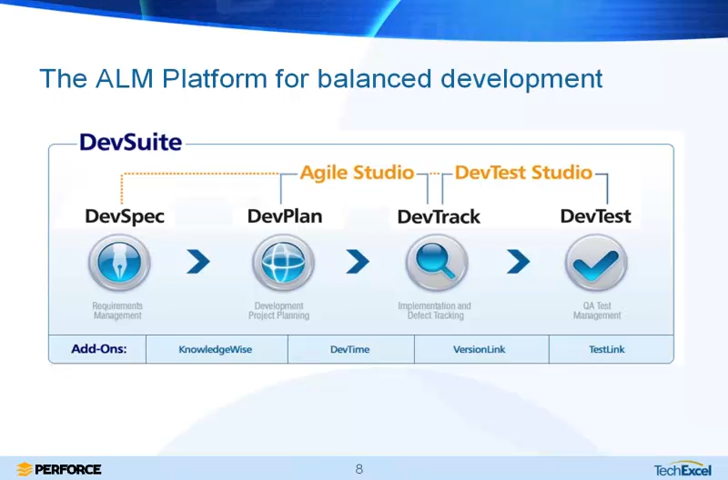 The ALM Platform for balanced development
DevSuite
Agile Studio
DevTest Studio
DevSpec
DevPlan
DevTrack
DevTest
Requirements
Management
Development
Project Planning
Implementation and
Defect Tracking
QA Test
Management
Add-Ons:
KnowledgeWise
DevTime
VersionLink
TestLink
PERFORCE
8
TechExcel